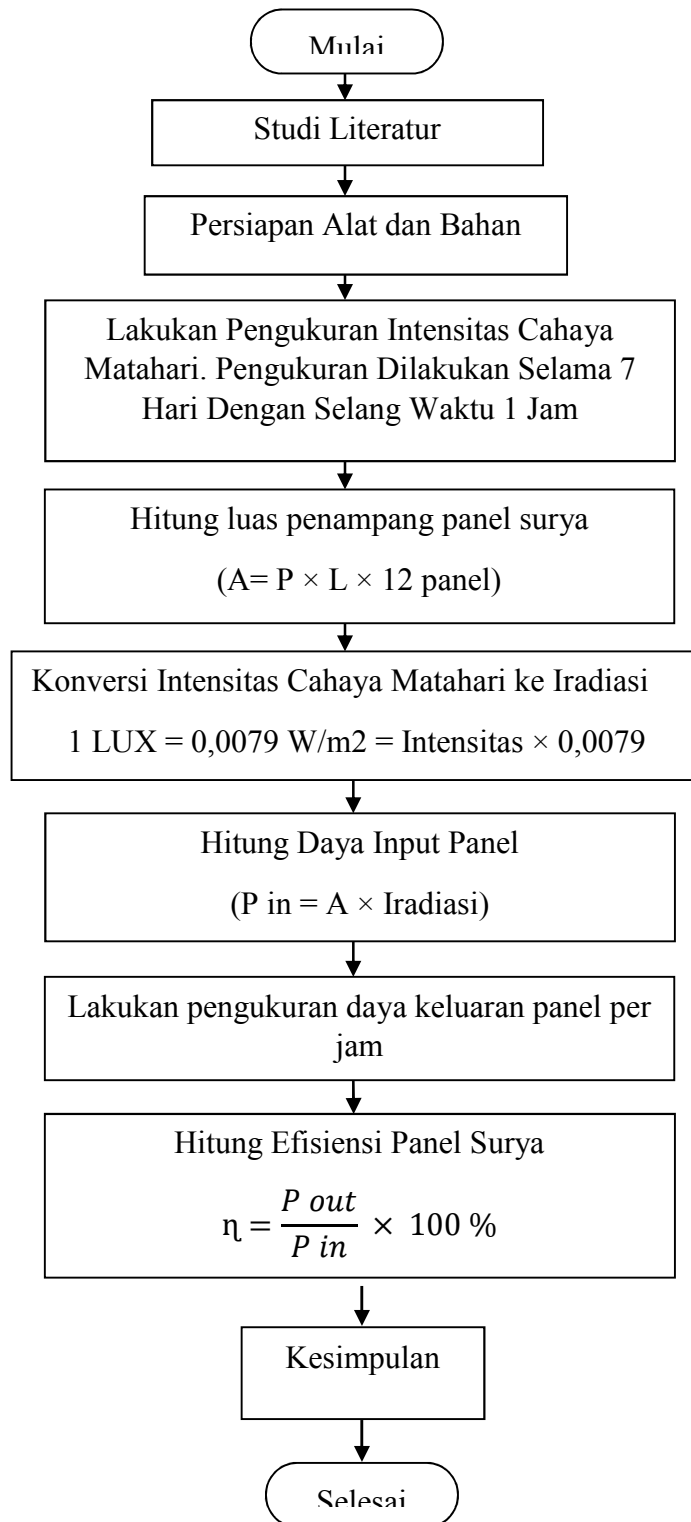 Mulai
Studi Literatur
Persiapan Alat dan Bahan
Lakukan Pengukuran Intensitas Cahaya
Matahari. Pengukuran Dilakukan Selama 7
Hari Dengan Selang Waktu 1 Jam
Hitung luas penampang panel surya
(A= P × L × 12 panel)
Konversi Intensitas Cahaya Matahari ke Iradiasi
1 LUX = 0,0079 W/m2 = Intensitas × 0,0079
Hitung Daya Input Panel
(P in = A × Iradiasi)
Lakukan pengukuran daya keluaran panel per
jam
Hitung Efisiensi Panel Surya
η = P out / P in × 100 %
Kesimpulan
Selesai